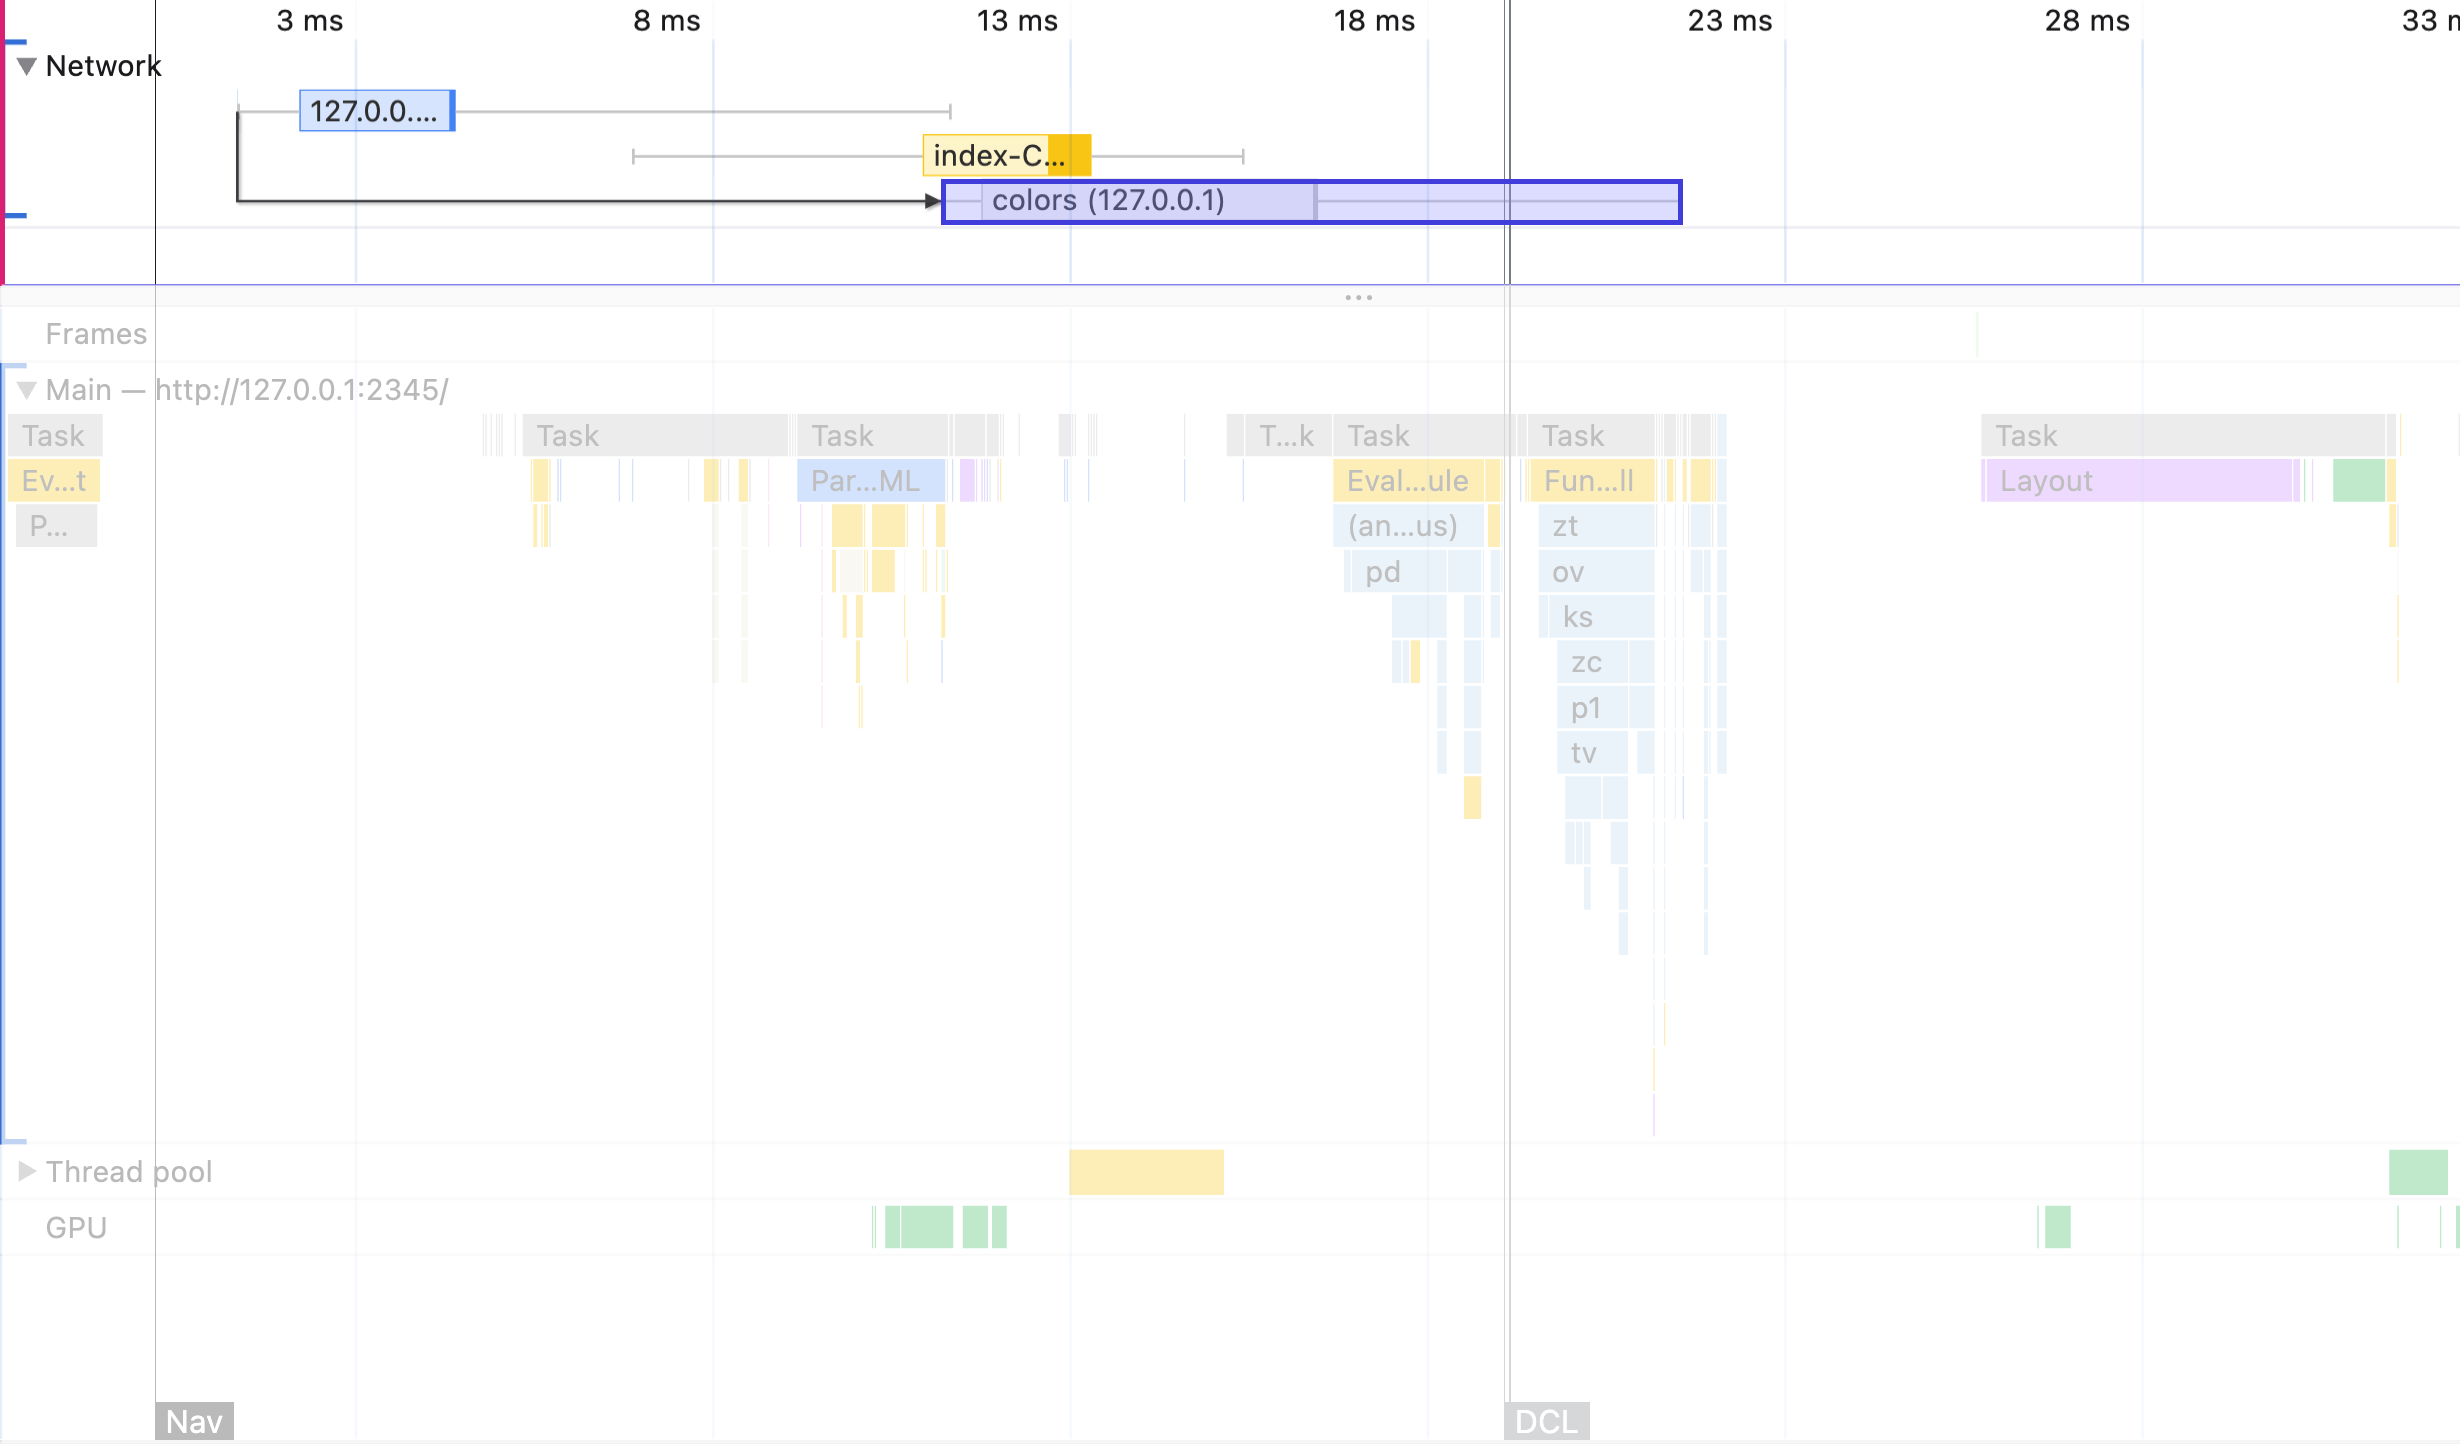 3 ms 8 ms 13 ms 18 ms 23 ms 28 ms 33 m
Network
127.0.0....
index-C...
colors (127.0.0.1)
...
Frames
Main — http://127.0.0.1:2345/
Task Task Task T...k Task Task Task
Ev...t Par...ML Eval...ule Fun...ll Layout
P... (an...us) zt
pd ov
ks
zc
p1
tv
Thread pool
GPU
Nav DCL